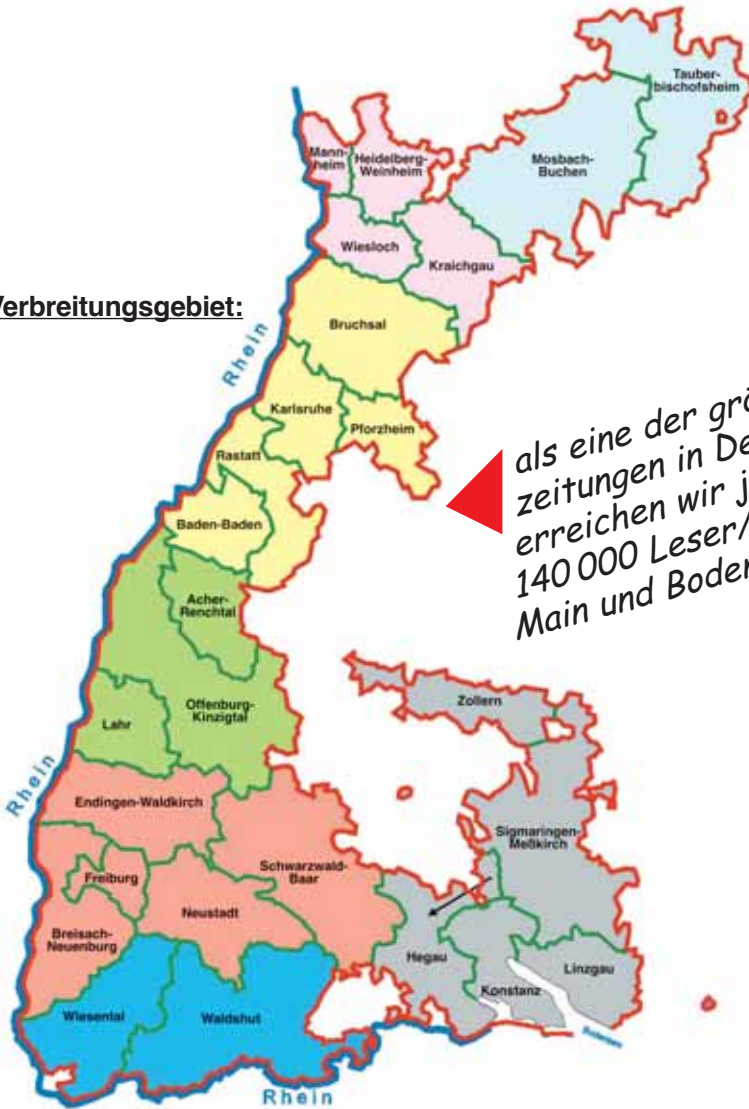 Tauber-
bischofsheim
Mann-
heim
Heidelberg-
Weinheim
Mosbach-
Buchen
Wiesloch
Kraichgau
Verbreitungsgebiet:
Bruchsal
Rhein
Karlsruhe
Pforzheim
Rastatt
Baden-Baden
als eine der grö
zeitungen in De
erreichen wir j
140 000 Leser/
Main und Boden
Acher-
Renchtal
Zollern
Offenburg-
Kinzigtal
Lahr
Rhein
Endingen-Waldkirch
Sigmaringen-
Meßkirch
Schwarzwald-
Baar
Freiburg
Neustadt
Breisach-
Neuenburg
Hegau
Linzgau
Konstanz
Wiesental
Waldshut
Bodensee
Rhein